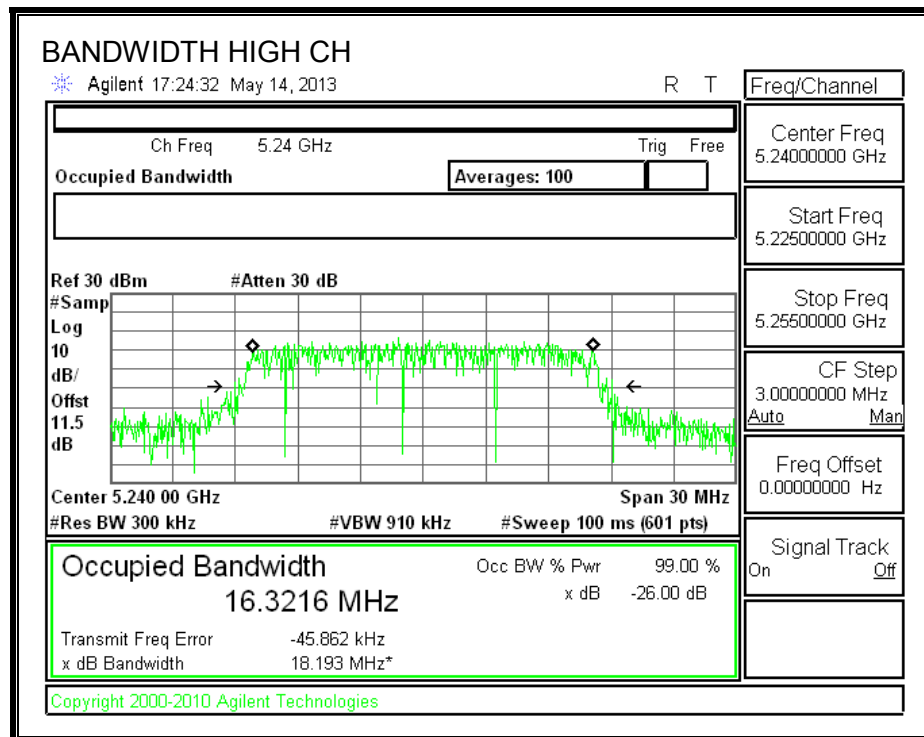 BANDWIDTH HIGH CH
Agilent 17:24:32 May 14, 2013 R T
Ch Freq 5.24 GHz Trig Free
Occupied Bandwidth Averages: 100
Ref 30 dBm #Atten 30 dB
#Samp
Log
10
dB/
Offst
11.5
dB
Center 5.240 00 GHz Span 30 MHz
#Res BW 300 kHz #VBW 910 kHz #Sweep 100 ms (601 pts)
Occupied Bandwidth Occ BW % Pwr 99.00 %
16.3216 MHz x dB -26.00 dB
Transmit Freq Error -45.862 kHz
x dB Bandwidth 18.193 MHz*
Copyright 2000-2010 Agilent Technologies
Freq/Channel
Center Freq
5.24000000 GHz
Start Freq
5.22500000 GHz
Stop Freq
5.25500000 GHz
CF Step
3.00000000 MHz
Auto Man
Freq Offset
0.00000000 Hz
Signal Track
On Off